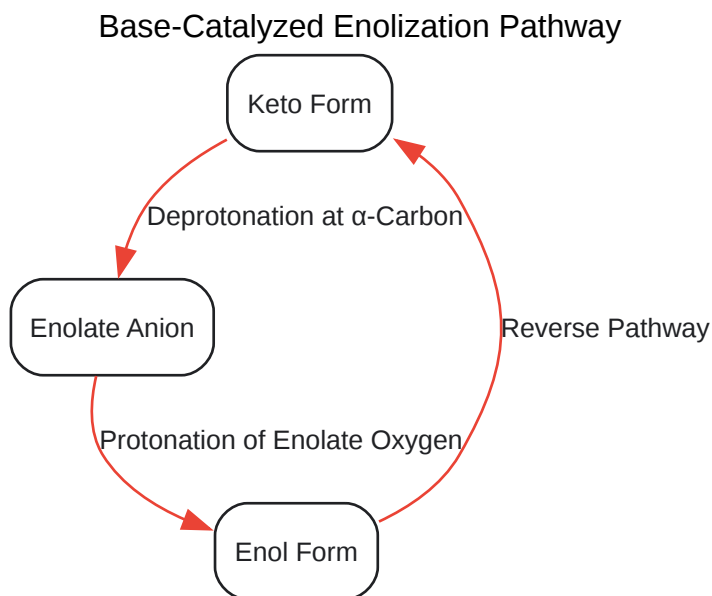 Base-Catalyzed Enolization Pathway
Keto Form
Deprotonation at α-Carbon
Enolate Anion
Reverse Pathway
Protonation of Enolate Oxygen
Enol Form